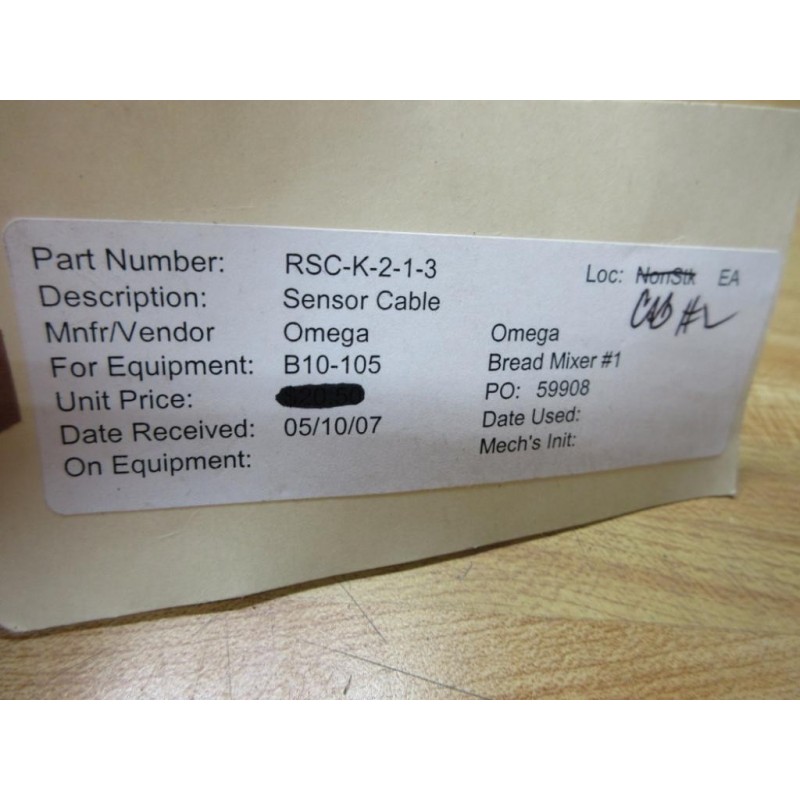 Part Number: RSC-K-2-1-3 Loc: NonStk EA
Description: Sensor Cable
Mnfr/Vendor Omega Omega
For Equipment: B10-105 Bread Mixer #1
Unit Price: PO: 59908
Date Received: 05/10/07 Date Used:
On Equipment: Mech's Init: